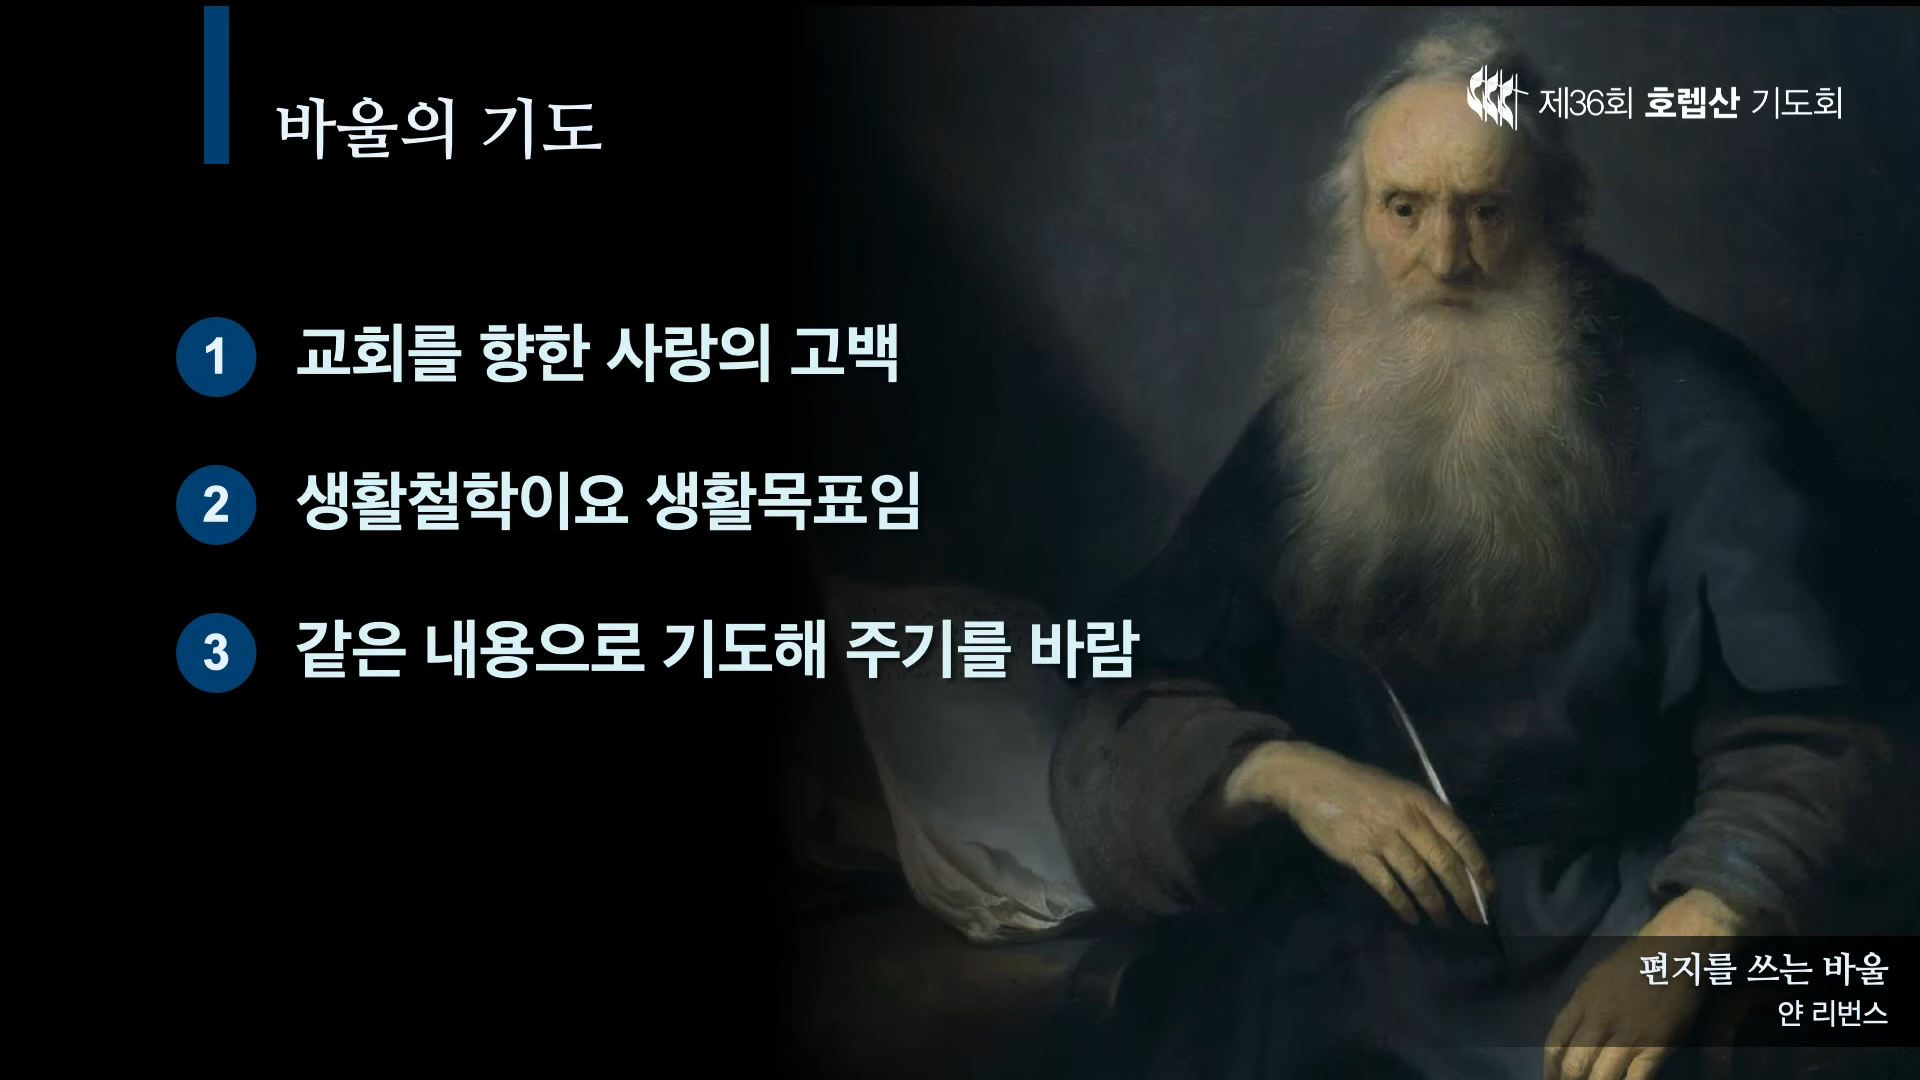 바울의 기도
제36회 호렙산 기도회
1 교회를 향한 사랑의 고백
2 생활철학이요 생활목표임
3 같은 내용으로 기도해 주기를 바람
편지를 쓰는 바울
얀 리번스